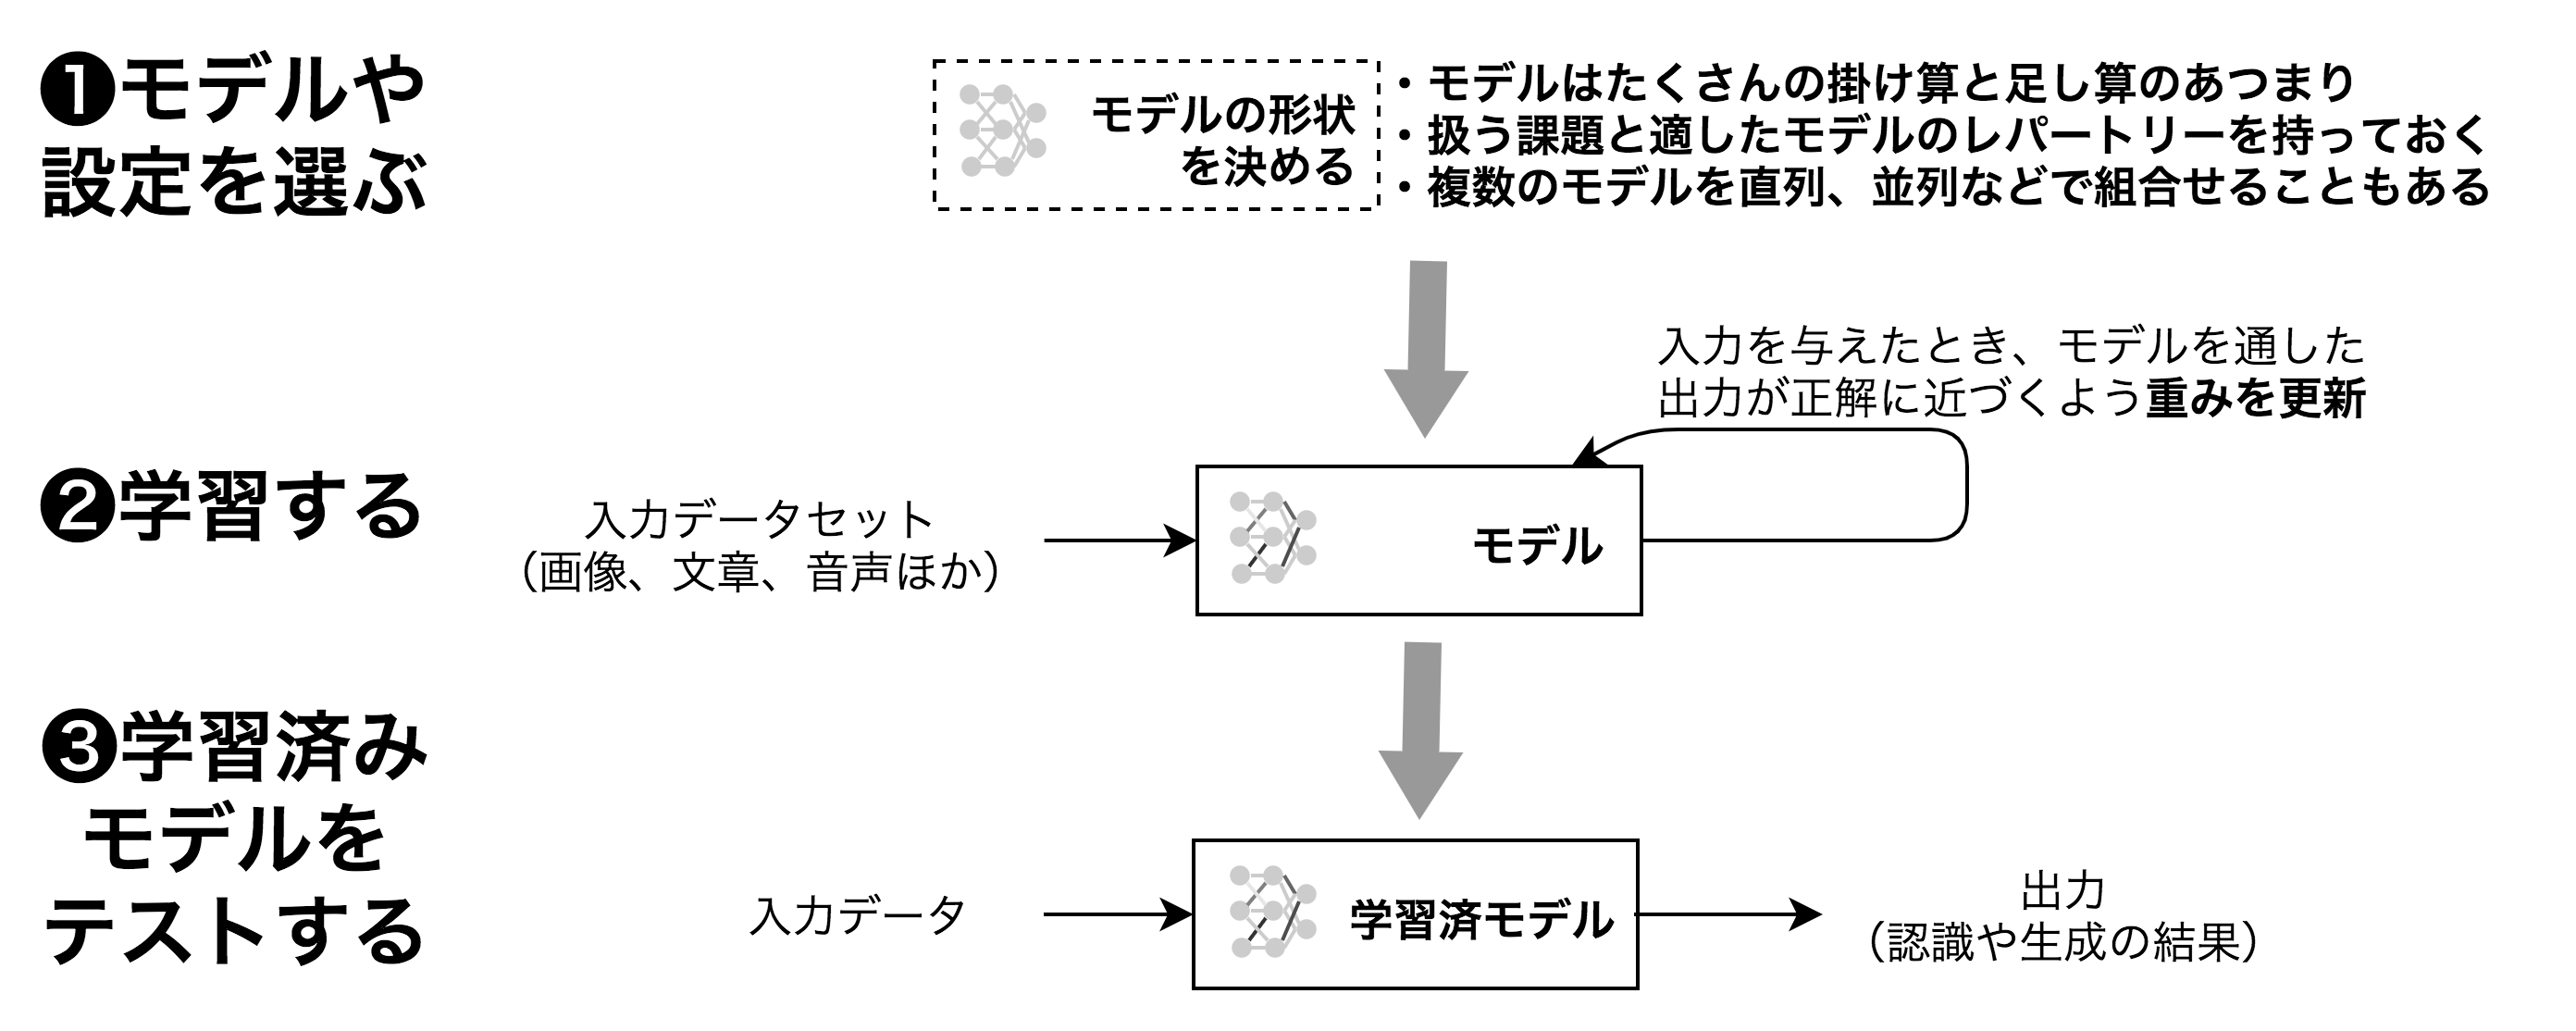 ❶モデルや
設定を選ぶ
モデルの形状
を決める
・モデルはたくさんの掛け算と足し算のあつまり
・扱う課題と適したモデルのレパートリーを持っておく
・複数のモデルを直列、並列などで組合せることもある
入力を与えたとき、モデルを通した
出力が正解に近づくよう重みを更新
❷学習する
入力データセット
（画像、文章、音声ほか）
モデル
❸学習済み
モデルを
テストする
入力データ
学習済モデル
出力
（認識や生成の結果）